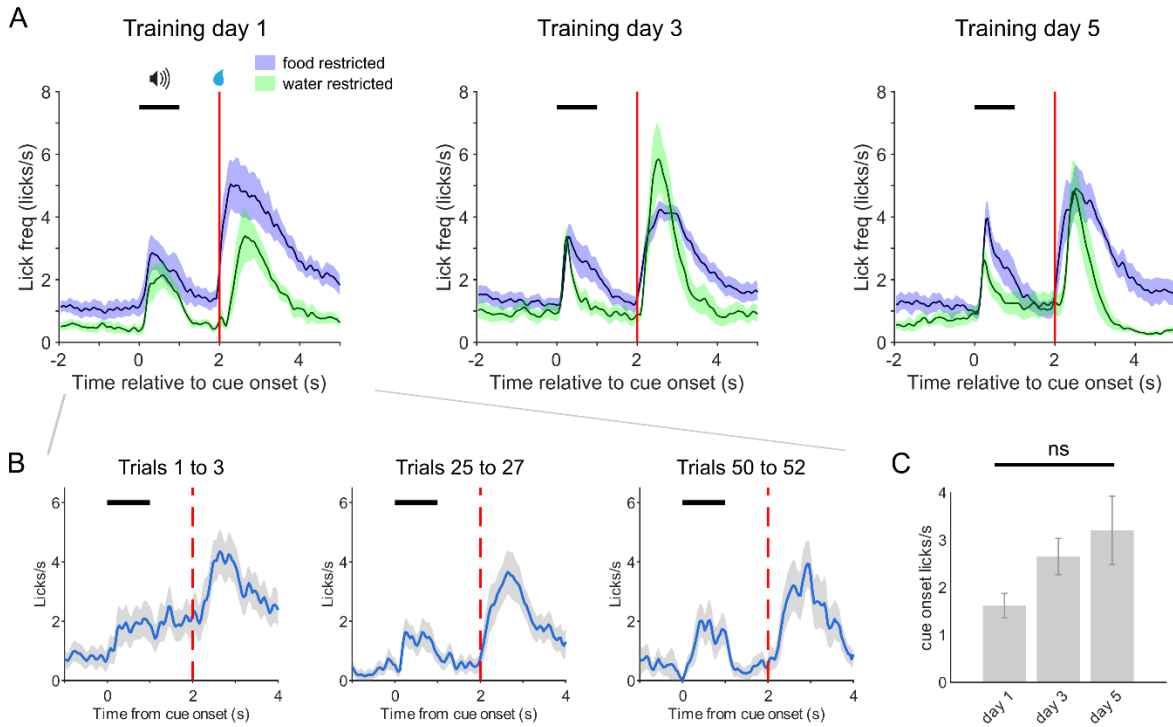 A
Training day 1
Training day 3
Training day 5
food restricted
water restricted
Lick freq (licks/s)
8
6
4
2
0
-2
0
2
4
Time relative to cue onset (s)
Lick freq (licks/s)
8
6
4
2
0
-2
0
2
4
Time relative to cue onset (s)
Lick freq (licks/s)
8
6
4
2
0
-2
0
2
4
Time relative to cue onset (s)
B
Trials 1 to 3
Licks/s
6
4
2
0
0
2
4
Time from cue onset (s)
Trials 25 to 27
Licks/s
6
4
2
0
0
2
4
Time from cue onset (s)
Trials 50 to 52
Licks/s
6
4
2
0
0
2
4
Time from cue onset (s)
C
ns
cue onset licks/s
4
3
2
1
0
day 1
day 3
day 5